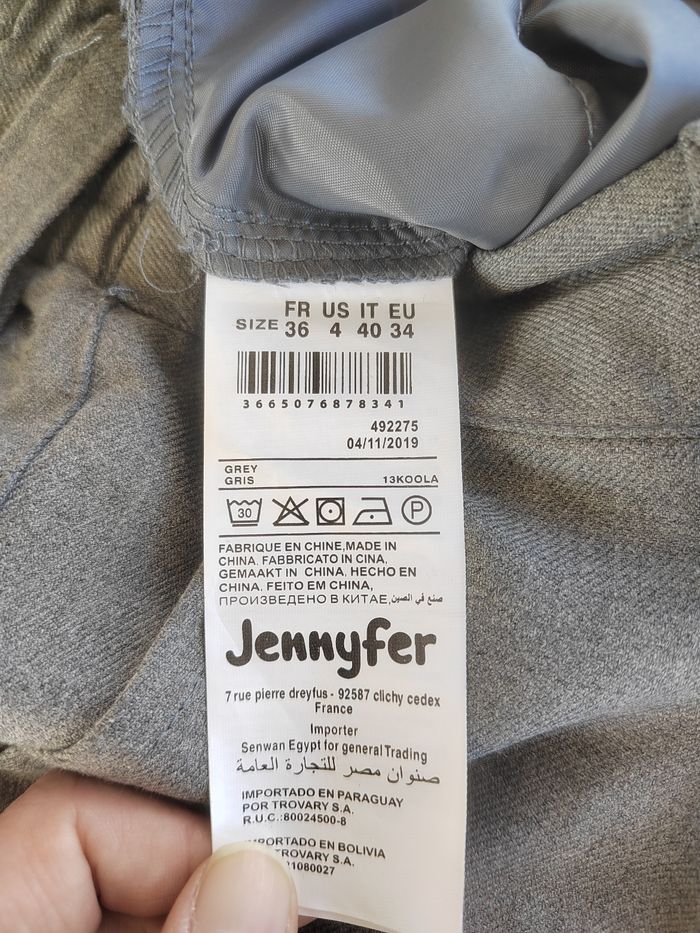 FR US IT EU
SIZE 36 4 40 34
3665076878341
492275
04/11/2019
GREY
GRIS 13KOOLA
30 P
FABRIQUE EN CHINE,MADE IN
CHINA. FABBRICATO IN CINA,
GEMAAKT IN CHINA. HECHO EN
CHINA. FEITO EM CHINA,
ПРОИЗВЕДЕНО В КИТАЕ,صنع في الصين
Jennyfer
7 rue pierre dreyfus - 92587 clichy cedex
France
Importer
Senwan Egypt for general Trading
صنوان مصر للتجارة العامة
IMPORTADO EN PARAGUAY
POR TROVARY S.A.
R.U.C.:80024500-8
EN BOLIVIA
TROVARY S.A.